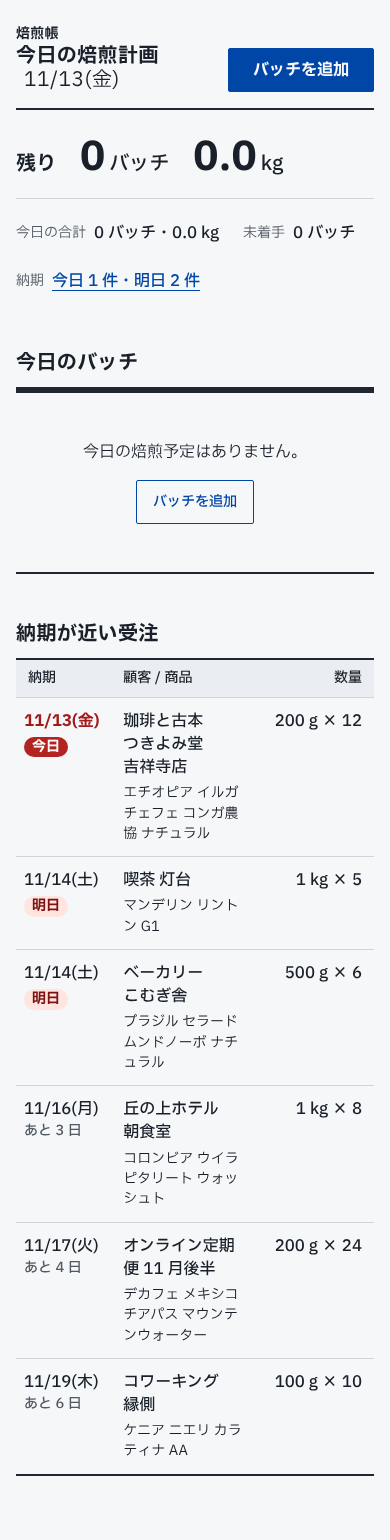 焙煎帳
今日の焙煎計画
11/13(金)
バッチを追加
残り 0 バッチ 0.0 kg
今日の合計 0 バッチ・0.0 kg 未着手 0 バッチ
納期 今日 1 件・明日 2 件
今日のバッチ
今日の焙煎予定はありません。
バッチを追加
納期が近い受注
納期 顧客 / 商品 数量
11/13(金) 珈琲と古本 200 g × 12
今日 つきよみ堂
吉祥寺店
エチオピア イルガ
チェフェ コンガ農
協 ナチュラル
11/14(土) 喫茶 灯台 1 kg × 5
明日 マンデリン リント
ン G1
11/14(土) ベーカリー 500 g × 6
明日 こむぎ舎
ブラジル セラード
ムンドノーボ ナチ
ュラル
11/16(月) 丘の上ホテル 1 kg × 8
あと 3 日 朝食室
コロンビア ウイラ
ピタリート ウォッ
シュト
11/17(火) オンライン定期 200 g × 24
あと 4 日 便 11 月後半
デカフェ メキシコ
チアパス マウンテ
ンウォーター
11/19(木) コワーキング 100 g × 10
あと 6 日 縁側
ケニア ニエリ カラ
ティナ AA